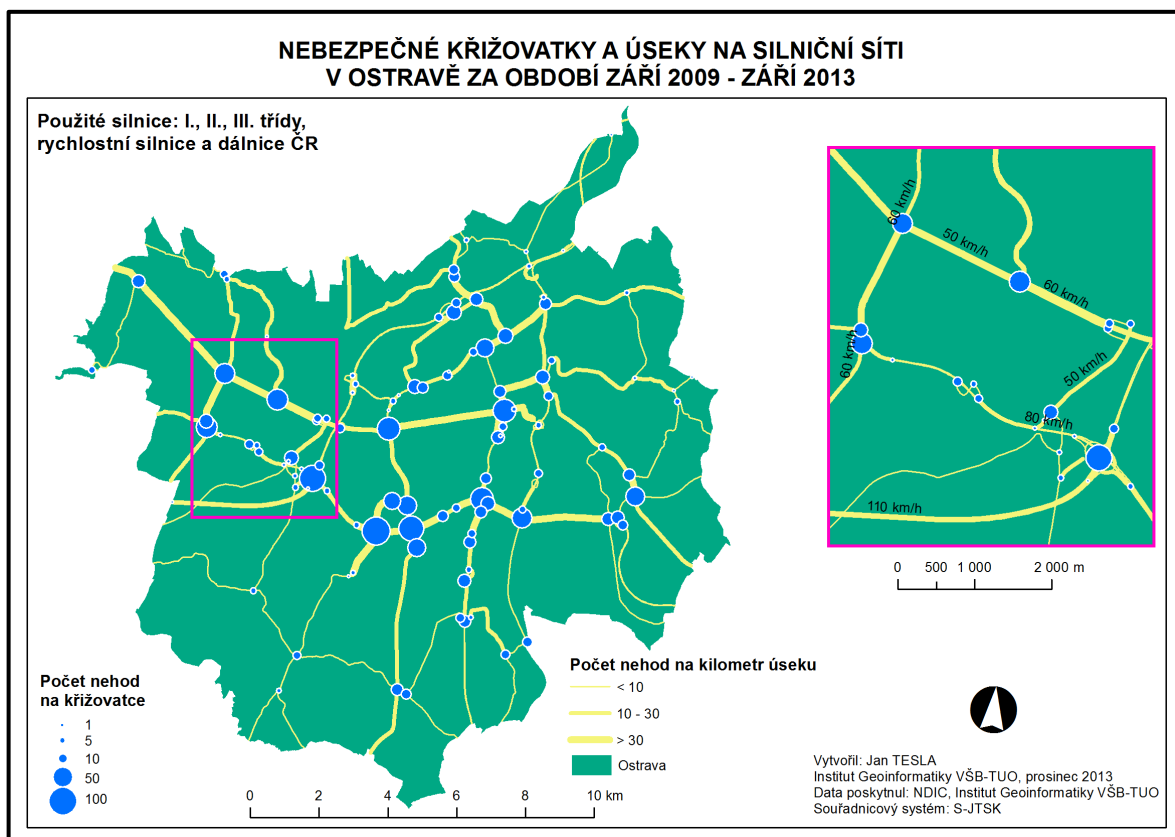 NEBEZPEČNÉ KŘIŽOVATKY A ÚSEKY NA SILNIČNÍ SÍTI
V OSTRAVĚ ZA OBDOBÍ ZÁŘÍ 2009 - ZÁŘÍ 2013
Použité silnice: I., II., III. třídy,
rychlostní silnice a dálnice ČR
60 km/h
50 km/h
60 km/h
60 km/h
50 km/h
80 km/h
110 km/h
0 500 1 000 2 000 m
Počet nehod
na křižovatce
1
5
10
50
100
Počet nehod na kilometr úseku
< 10
10 - 30
> 30
Ostrava
0 2 4 6 8 10 km
Vytvořil: Jan TESLA
Institut Geoinformatiky VŠB-TUO, prosinec 2013
Data poskytnul: NDIC, Institut Geoinformatiky VŠB-TUO
Souřadnicový systém: S-JTSK